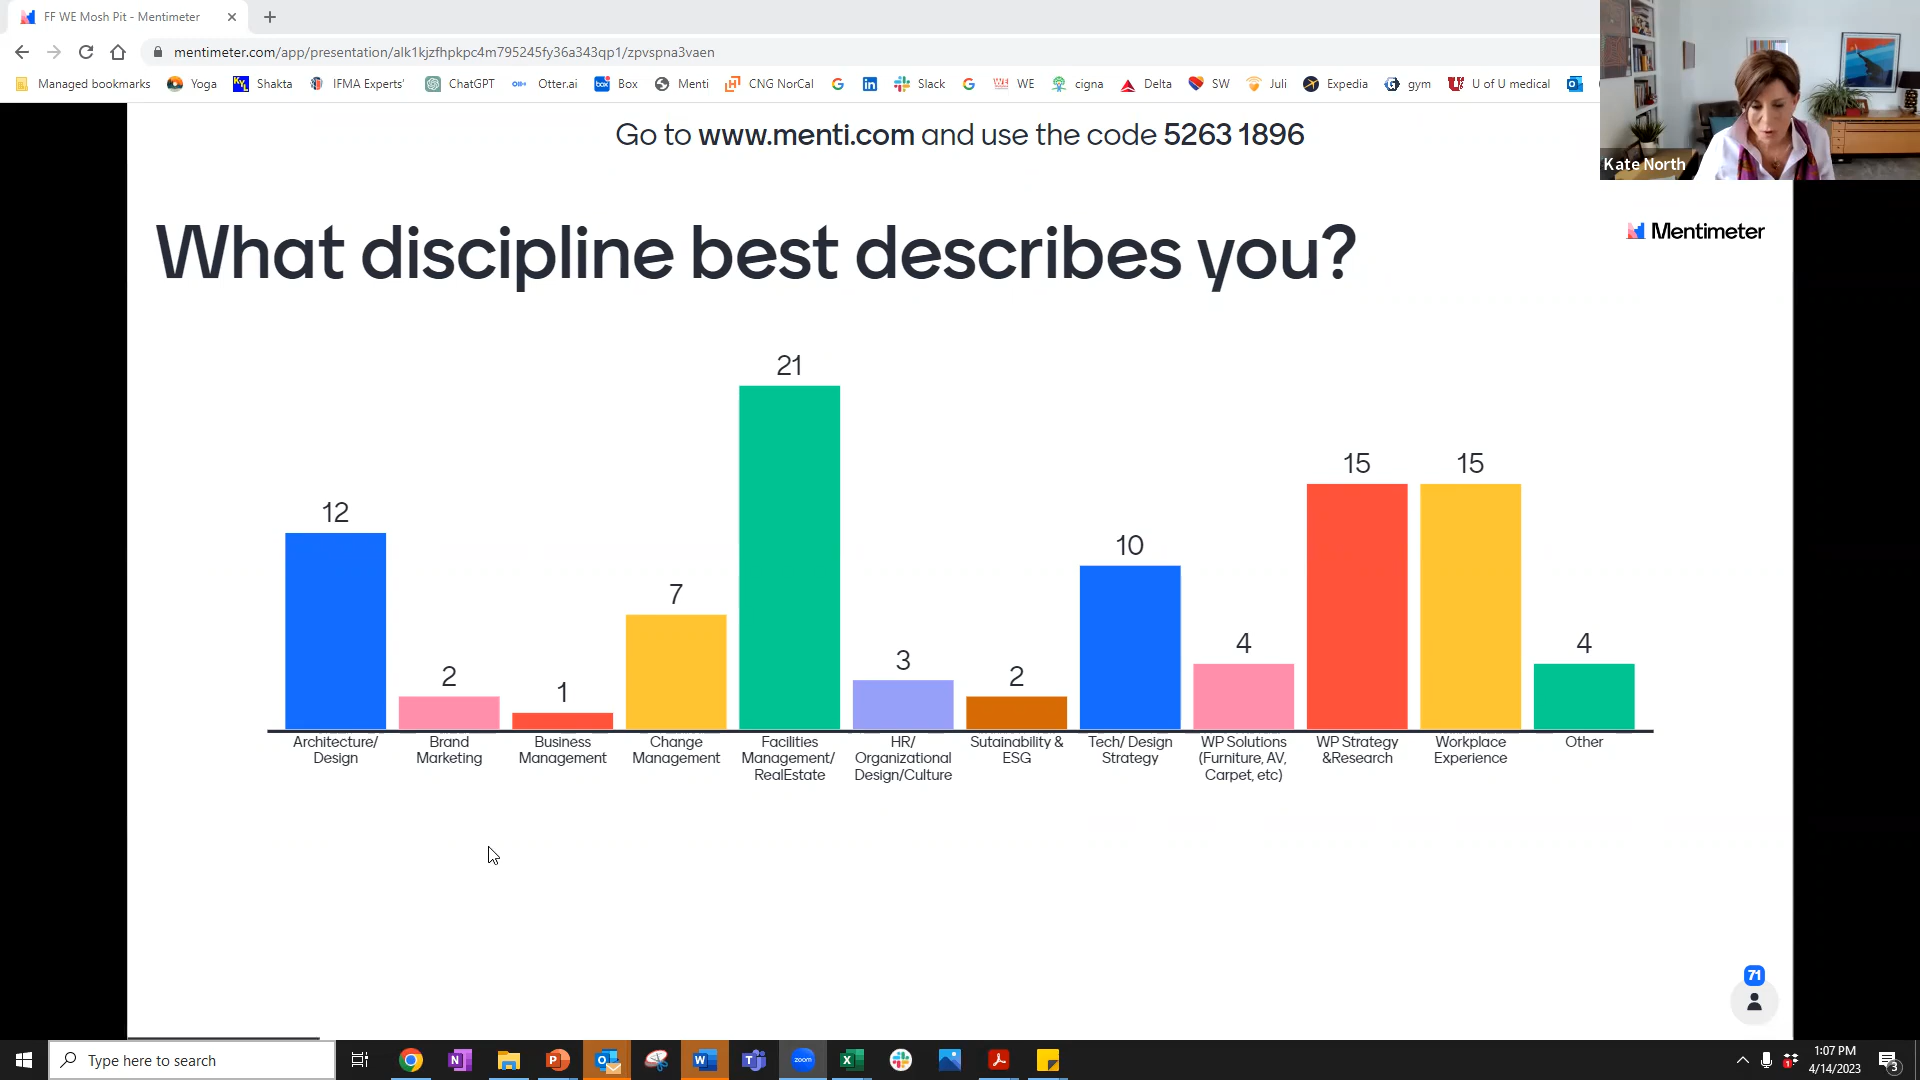 FF WE Mosh Pit - Mentimeter
mentimeter.com/app/presentation/alk1kjzfhpkpc4m795245fy36a343qp1/zpvspna3vaen
Managed bookmarks Yoga KYL Shakta IFMA Experts' ChatGPT Otter.ai box Box Menti CNG NorCal Slack WE WE cigna Delta SW Juli Expedia gym U of U medical
Go to www.menti.com and use the code 5263 1896
Kate North
What discipline best describes you?
Mentimeter
12
2
1
7
21
3
2
10
4
15
15
4
Architecture/
Design
Brand
Marketing
Business
Management
Change
Management
Facilities
Management/
RealEstate
HR/
Organizational
Design/Culture
Sutainability &
ESG
Tech/ Design
Strategy
WP Solutions
(Furniture, AV,
Carpet, etc)
WP Strategy
&Research
Workplace
Experience
Other
71
Type here to search
zoom
1:07 PM
4/14/2023
3